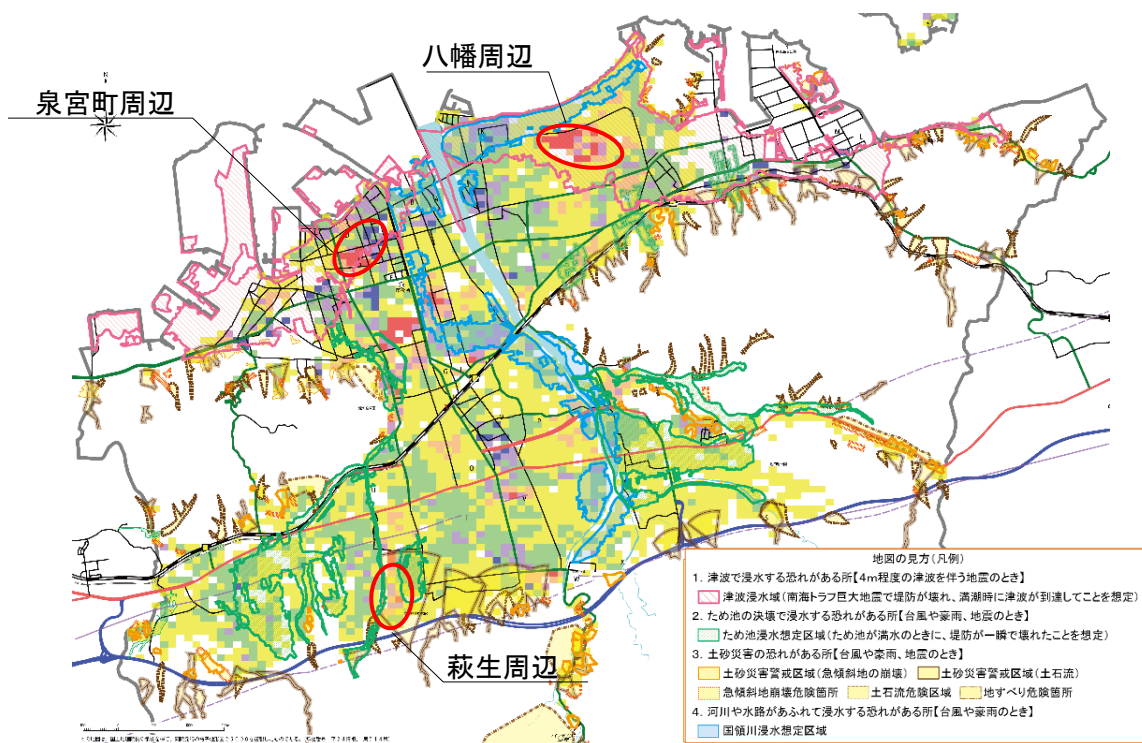 八幡周辺
泉宮町周辺
N
萩生周辺
地図の見方(凡例)
1. 津波で浸水する恐れがある所【4m程度の津波を伴う地震のとき】
津波浸水域(南海トラフ巨大地震で堤防が壊れ、満潮時に津波が到達してことを想定)
2. ため池の決壊で浸水する恐れがある所【台風や豪雨、地震のとき】
ため池浸水想定区域(ため池が満水のときに、堤防が一瞬で壊れたことを想定)
3. 土砂災害の恐れがある所【台風や豪雨、地震のとき】
土砂災害警戒区域(急傾斜地の崩壊) 土砂災害警戒区域(土石流)
急傾斜地崩壊危険箇所 土石流危険区域 地すべり危険箇所
4. 河川や水路があふれて浸水する恐れがある所【台風や豪雨のとき】
国領川浸水想定区域